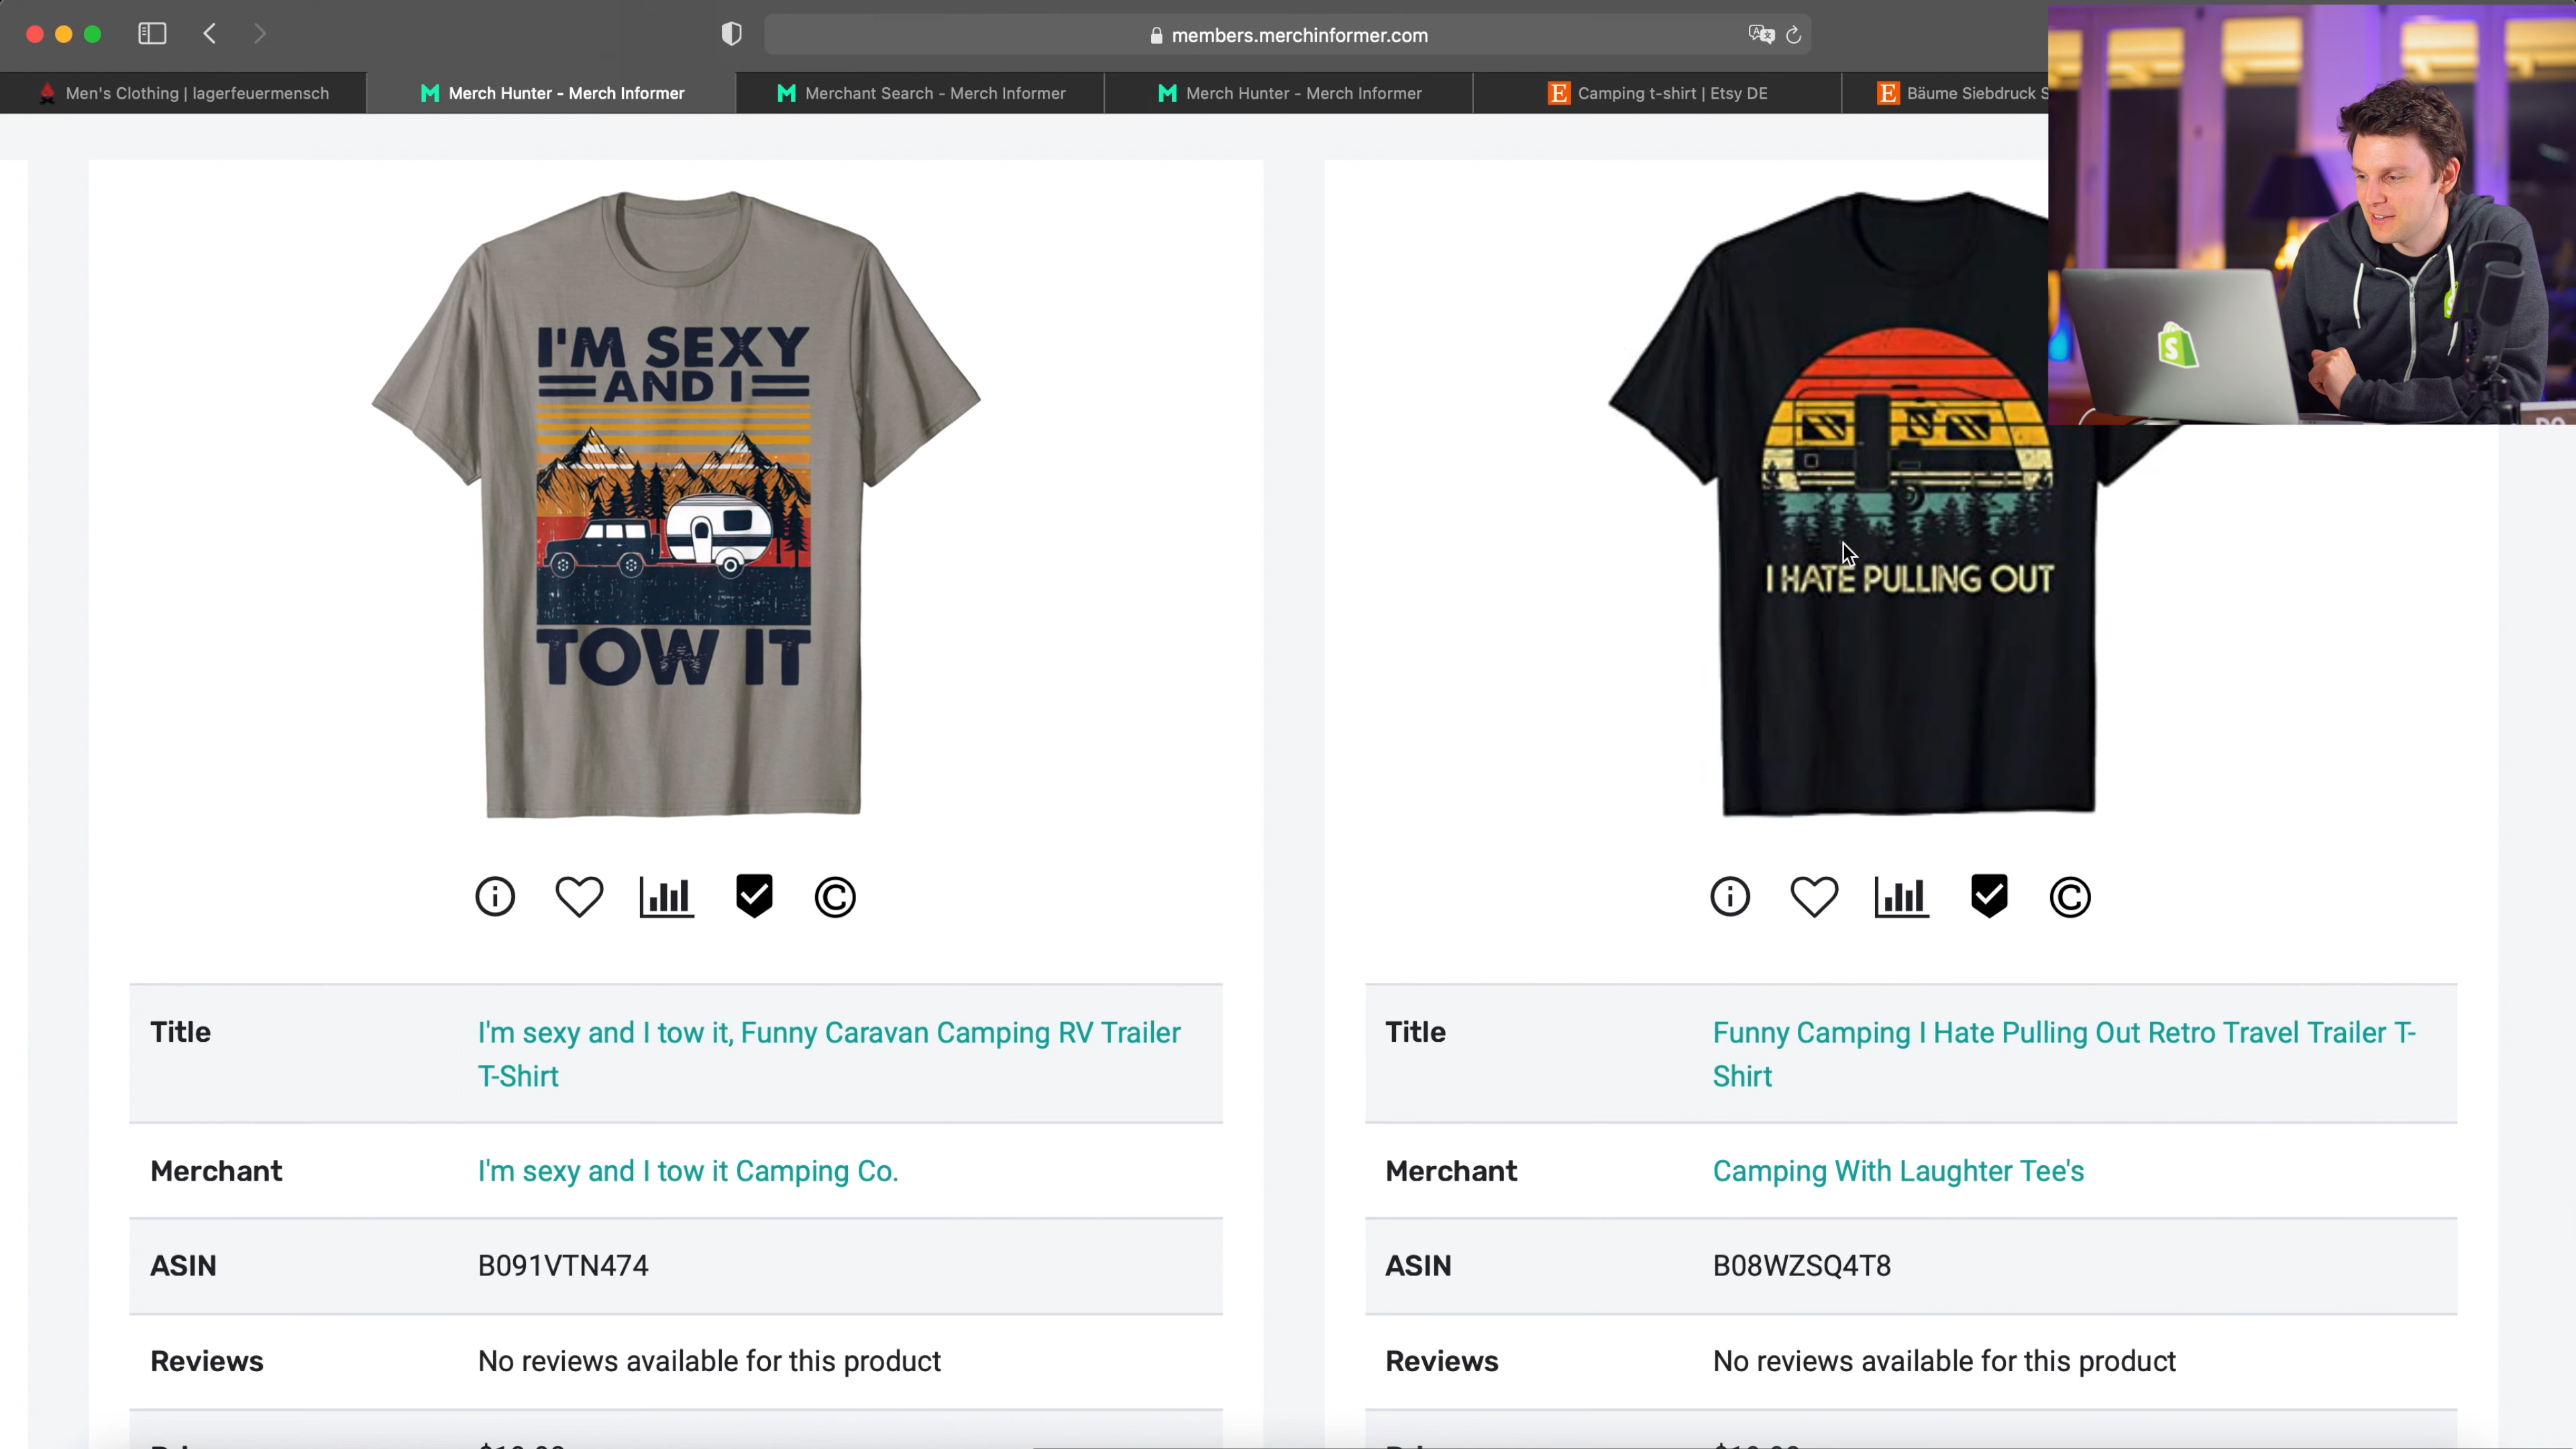 members.merchinformer.com
Men's Clothing | lagerfeuermensch
Merch Hunter - Merch Informer
Merchant Search - Merch Informer
Merch Hunter - Merch Informer
Camping t-shirt | Etsy DE
Bäume Siebdruck S
I'M SEXY
AND I
TOW IT
I HATE PULLING OUT
Title
I'm sexy and I tow it, Funny Caravan Camping RV Trailer
T-Shirt
Merchant
I'm sexy and I tow it Camping Co.
ASIN
B091VTN474
Reviews
No reviews available for this product
Title
Funny Camping I Hate Pulling Out Retro Travel Trailer T-
Shirt
Merchant
Camping With Laughter Tee's
ASIN
B08WZSQ4T8
Reviews
No reviews available for this product